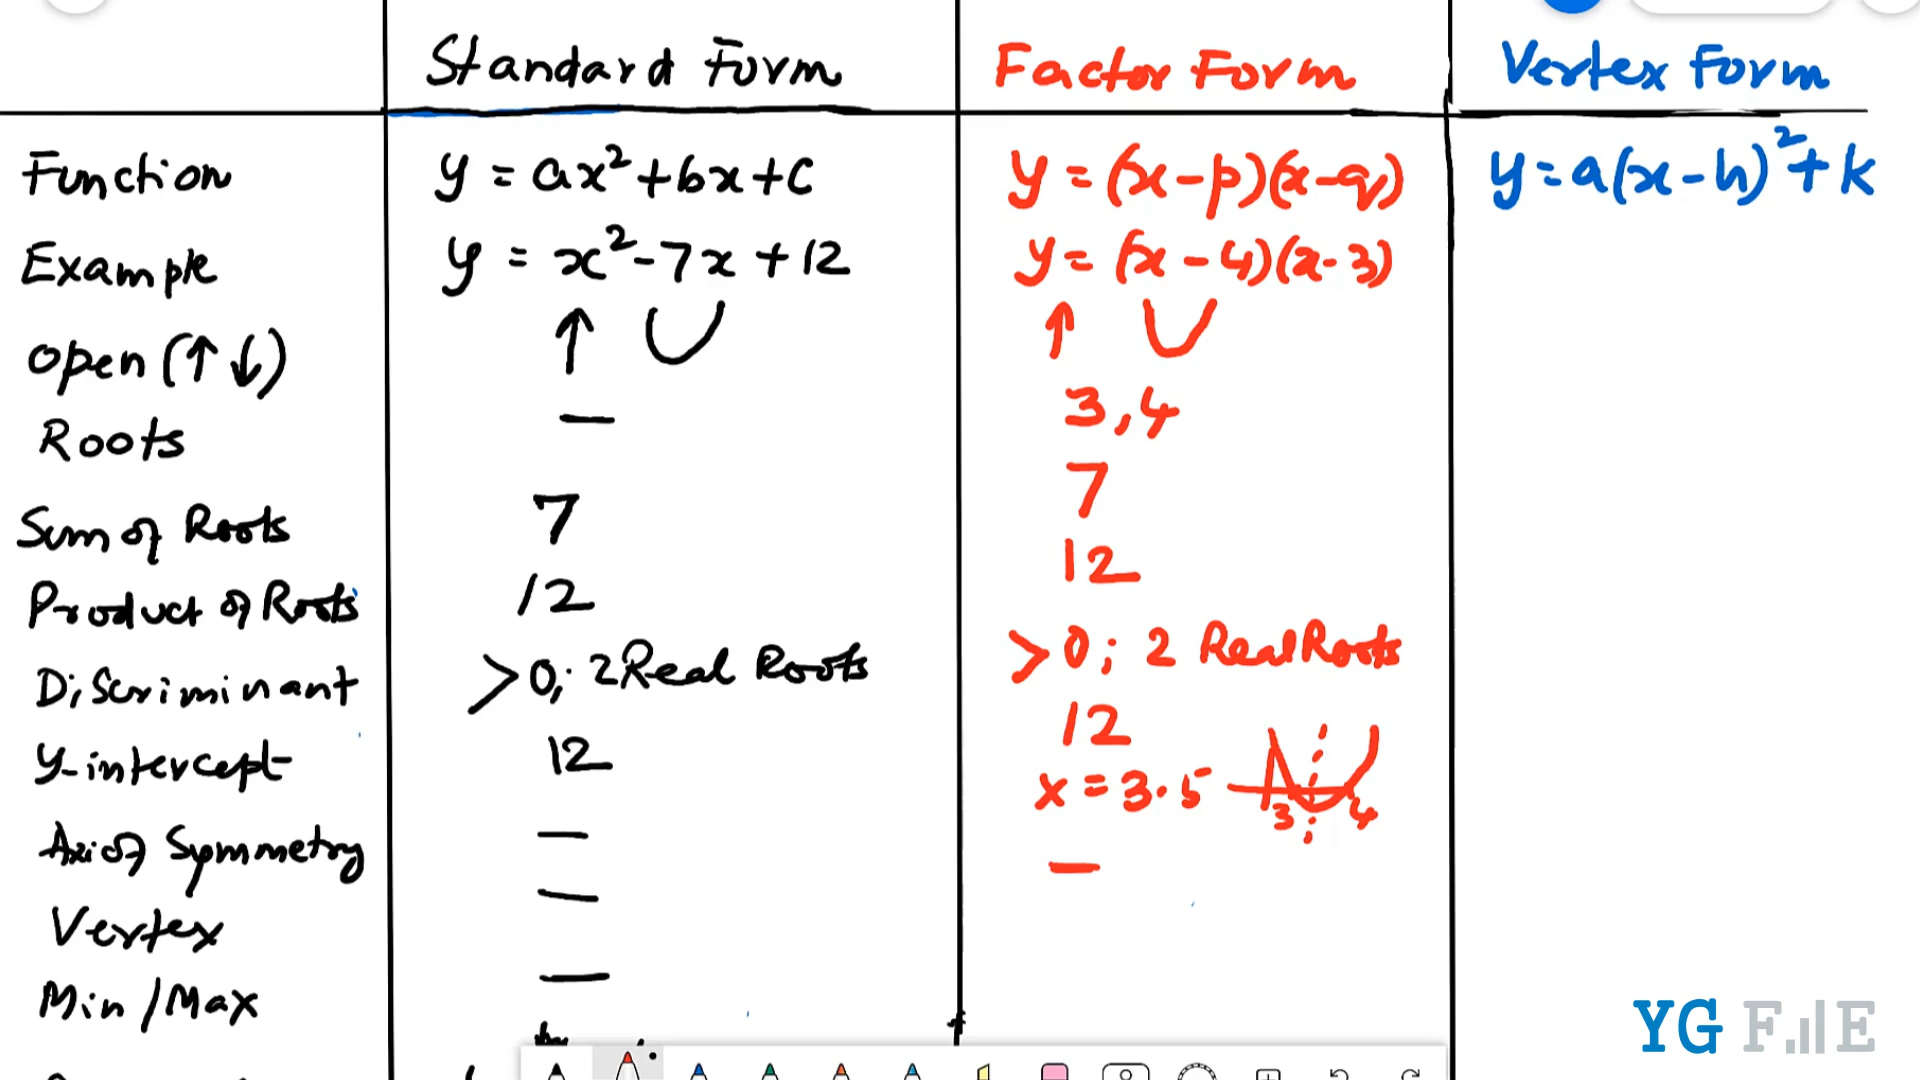 Standard Form Factor Form Vertex Form
Function y = ax² + bx + c y = (x - p)(x - q) y = a(x - h)² + k
Example y = x² - 7x + 12 y = (x - 4)(x - 3)
Open (↑↓) ↑ ↑
Roots — 3, 4
Sum of Roots 7 7
Product of Roots 12 12
Discriminant > 0; 2 Real Roots > 0; 2 Real Roots
Y-intercept 12 12
Axi of Symmetry — x = 3.5 3 4
Vertex — —
Min / Max —
YG FILE